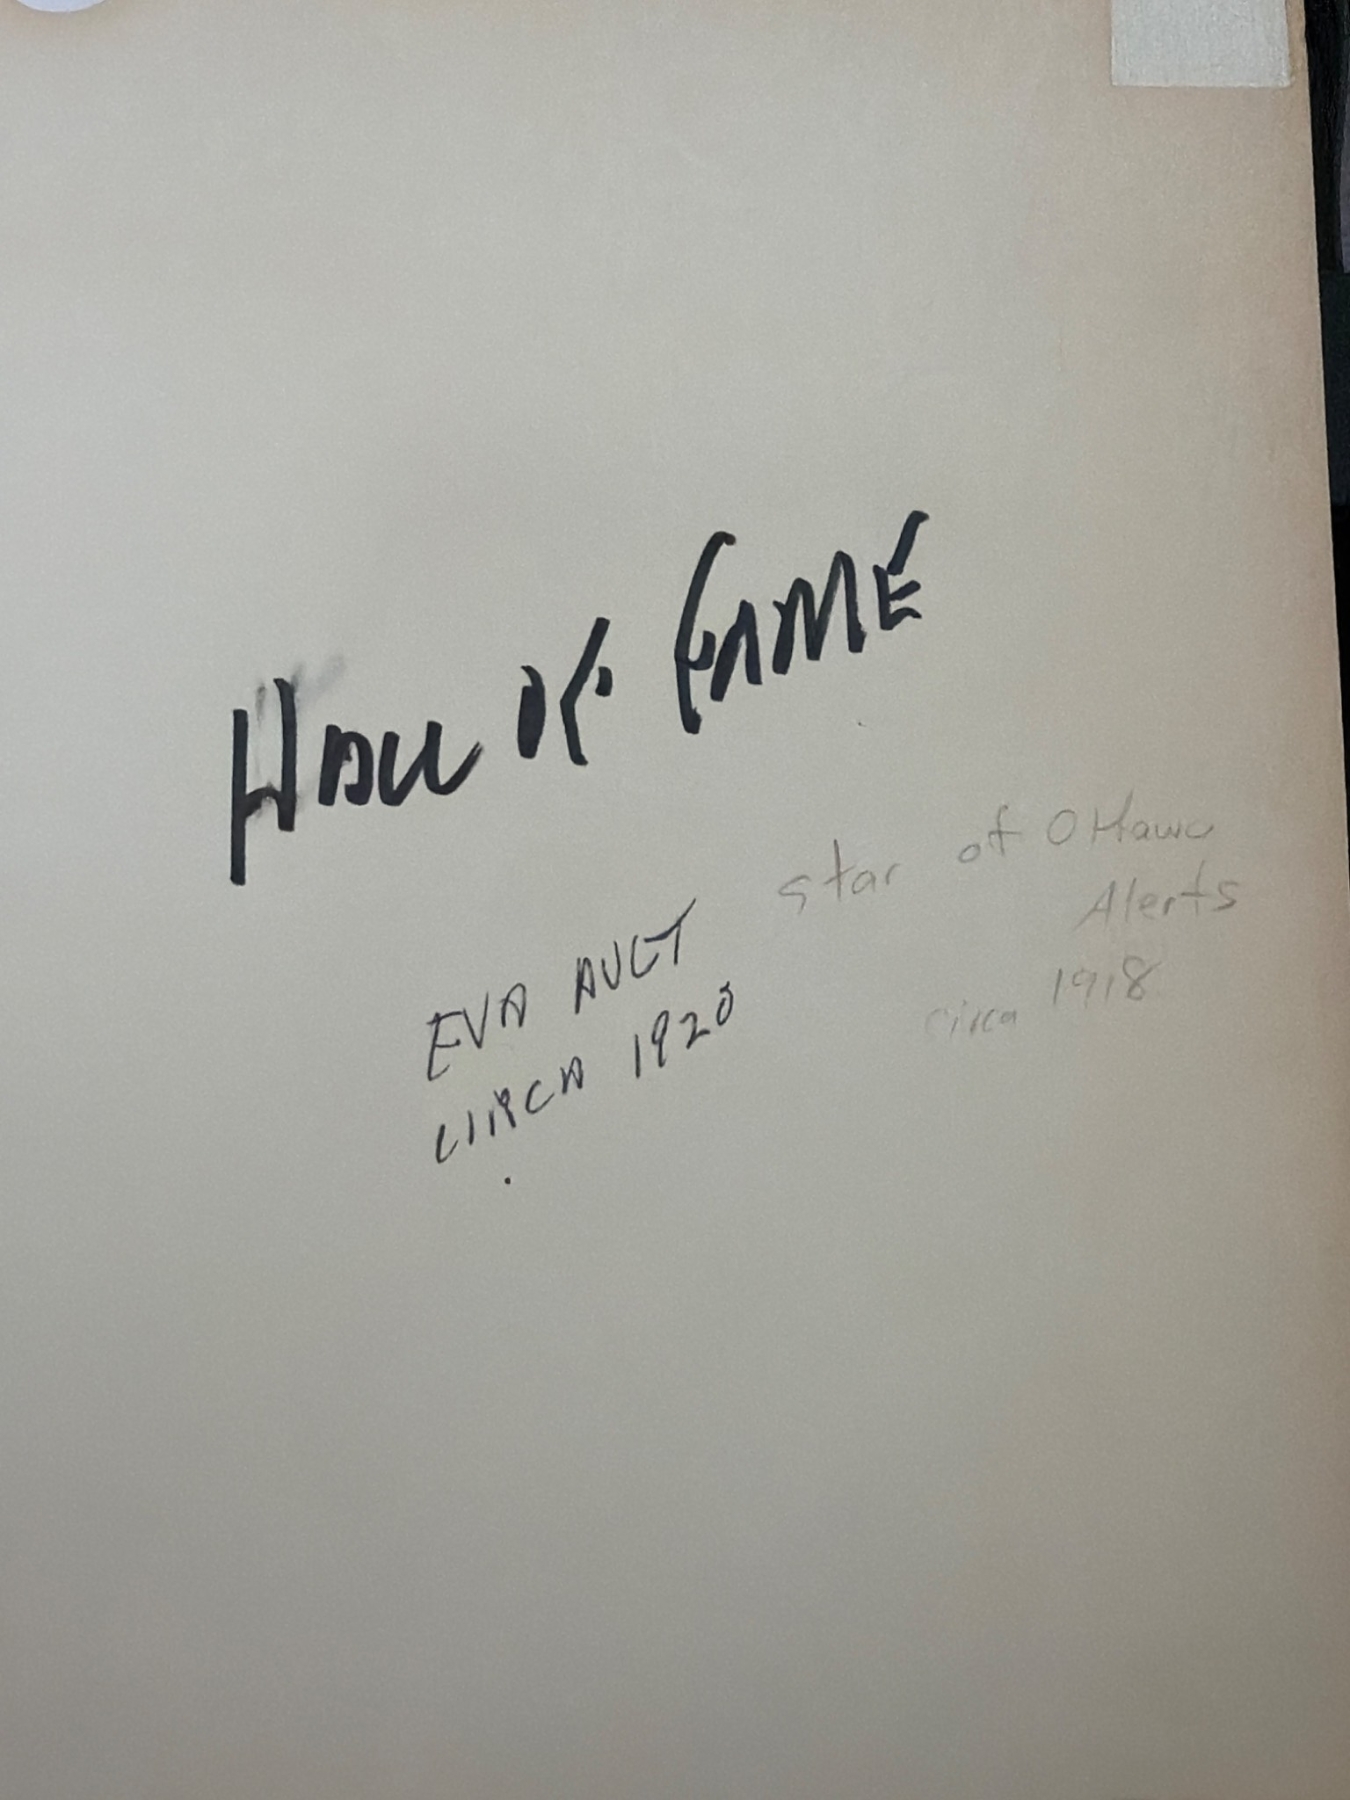 HALL OF FAME
EVA AULT
CIRCA 1920
star of Ottawa
Alerts
circa 1918